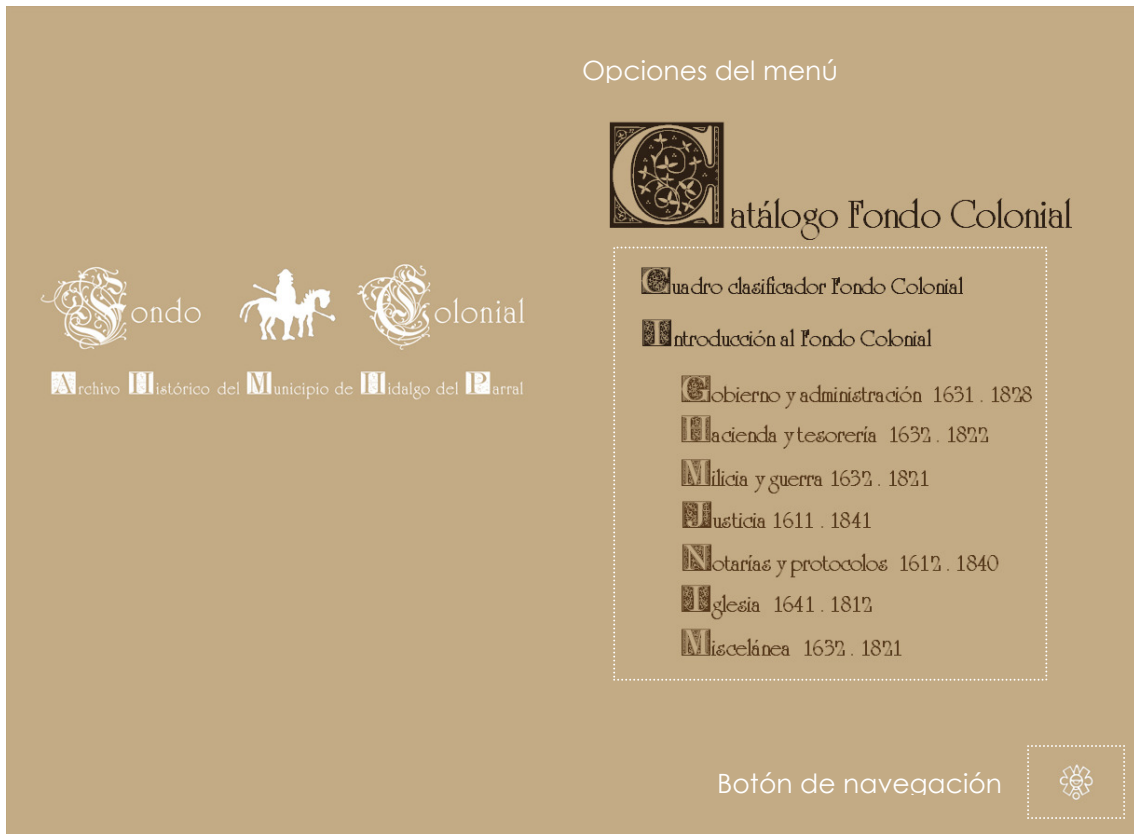 Opciones del menú
Catálogo Fondo Colonial
Fondo Colonial
Archivo Histórico del Municipio de Hidalgo del Parral
Cuadro clasificador Fondo Colonial
Introducción al Fondo Colonial
Gobierno y administración 1631 . 1828
Hacienda y tesorería 1632 . 1822
Milicia y guerra 1632 . 1821
Justicia 1611 . 1841
Notarías y protocolos 1612 . 1840
Iglesia 1641 . 1812
Miscelánea 1632 . 1821
Botón de navegación